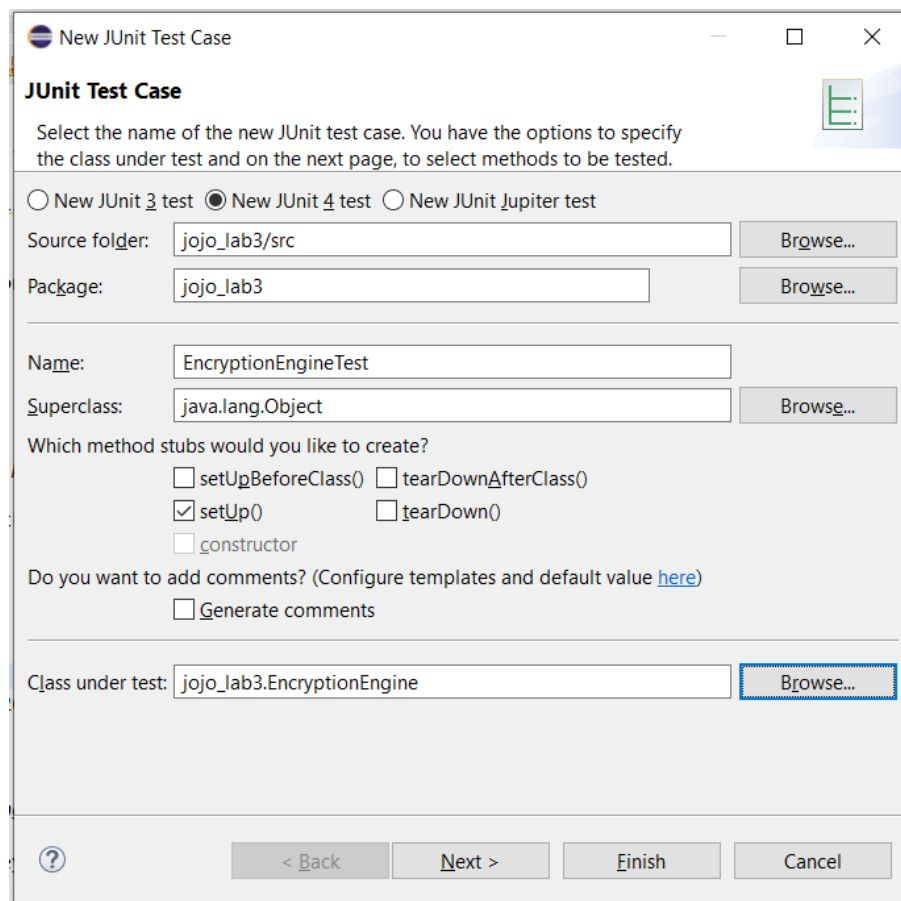 New JUnit Test Case
JUnit Test Case
Select the name of the new JUnit test case. You have the options to specify
the class under test and on the next page, to select methods to be tested.
New JUnit 3 test New JUnit 4 test New JUnit Jupiter test
Source folder: jojo_lab3/src Browse...
Package: jojo_lab3 Browse...
Name: EncryptionEngineTest
Superclass: java.lang.Object Browse...
Which method stubs would you like to create?
setUpBeforeClass() tearDownAfterClass()
setUp() tearDown()
constructor
Do you want to add comments? (Configure templates and default value here)
Generate comments
Class under test: jojo_lab3.EncryptionEngine Browse...
? < Back Next > Finish Cancel